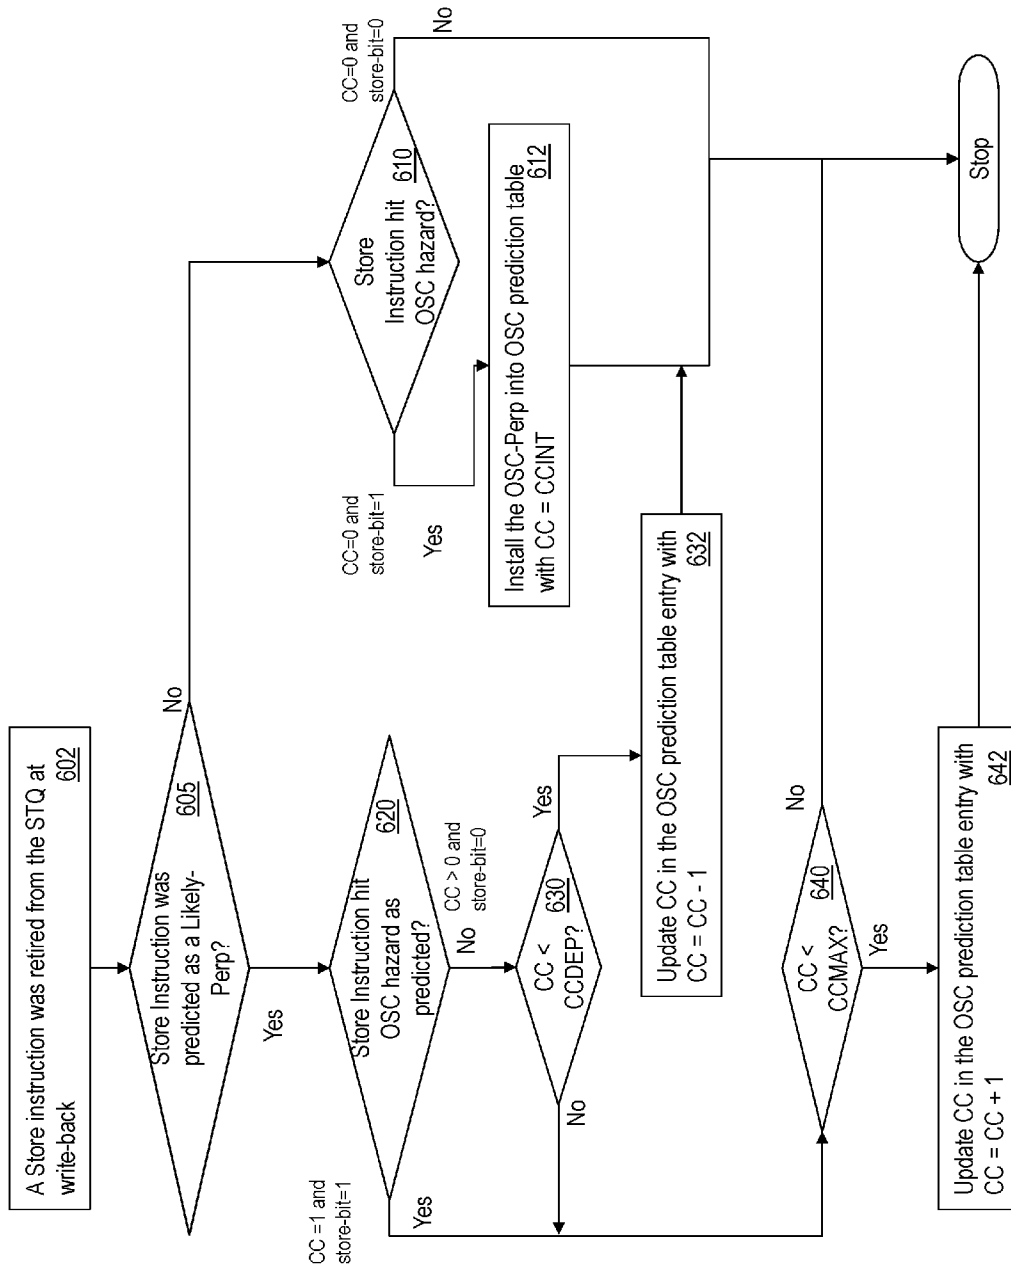 A Store instruction was retired from the STQ at
write-back
602
Store Instruction was
predicted as a Likely-
Perp?
605
No
Yes
Store
Instruction hit
OSC hazard?
610
CC=0 and
store-bit=0
No
CC=0 and
store-bit=1
Yes
Install the OSC-Perp into OSC prediction table
with CC = CCINT
612
Store Instruction hit
OSC hazard as
predicted?
620
CC =1 and
store-bit=1
Yes
No
CC > 0 and
store-bit=0
CC <
CCDEP?
630
Yes
No
Update CC in the OSC prediction table entry with
CC = CC - 1
632
CC <
CCMAX?
640
No
Yes
Update CC in the OSC prediction table entry with
CC = CC + 1
642
Stop